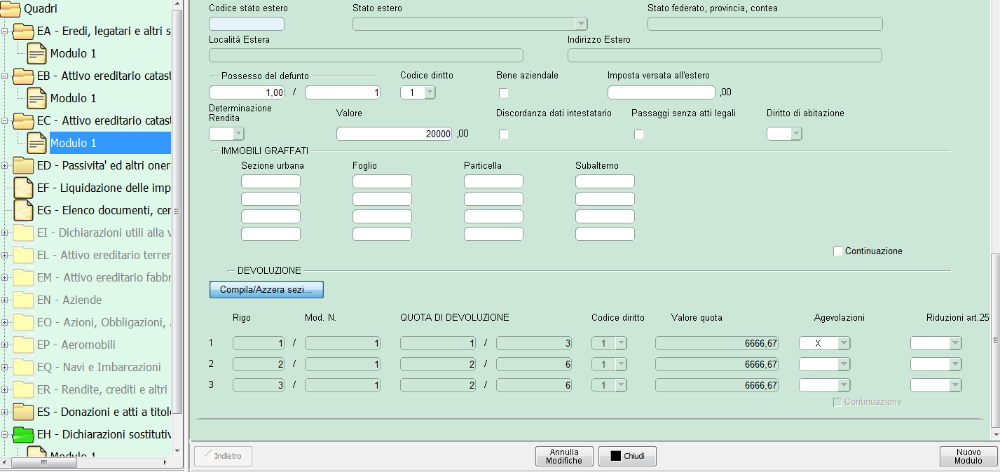 Quadri
EA - Eredi, legatari e altri s
Modulo 1
EB - Attivo ereditario catast
Modulo 1
EC - Attivo ereditario catast
Modulo 1
ED - Passivita' ed altri oner
EF - Liquidazione delle imp
EG - Elenco documenti, cer
EI - Dichiarazioni utili alla v
EL - Attivo ereditario terrer
EM - Attivo ereditario fabbr
EN - Aziende
EO - Azioni, Obbligazioni, .
EP - Aeromobili
EQ - Navi e Imbarcazioni
ER - Rendite, crediti e altri
ES - Donazioni e atti a titolo
EH - Dichiarazioni sostitutiv
Modulo 1
Codice stato estero Stato estero Stato federato, provincia, contea
Località Estera Indirizzo Estero
Possesso del defunto Codice diritto Bene aziendale Imposta versata all'estero
1,00 / 1 1 ,00
Determinazione Rendita Valore Discordanza dati intestatario Passaggi senza atti legali Diritto di abitazione
20000 ,00
IMMOBILI GRAFFATI
Sezione urbana Foglio Particella Subalterno
Continuazione
DEVOLUZIONE
Compila/Azzera sezi...
Rigo Mod. N. QUOTA DI DEVOLUZIONE Codice diritto Valore quota Agevolazioni Riduzioni art.25
1 1 / 1 1 / 3 1 6666,67 X
2 2 / 1 2 / 6 1 6666,67
3 3 / 1 2 / 6 1 6666,67
Continuazione
Indietro
Annulla Modifiche
Chiudi
Nuovo Modulo